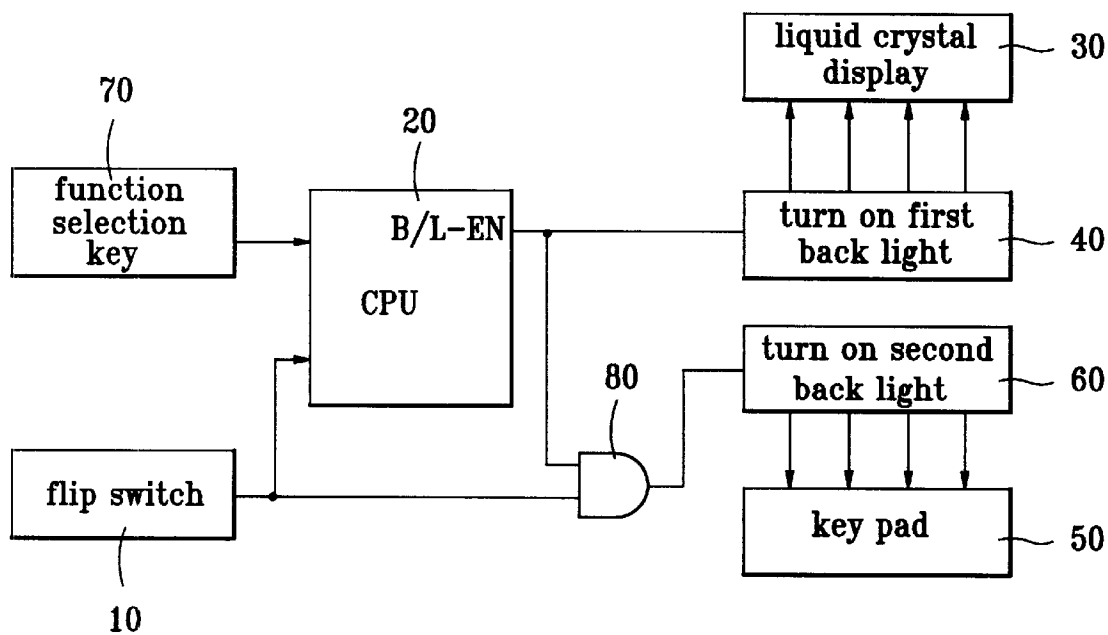 liquid crystal
display
30
70
function
selection
key
20
B/L-EN
CPU
turn on first
back light
40
turn on second
back light
60
80
flip switch
10
key pad
50